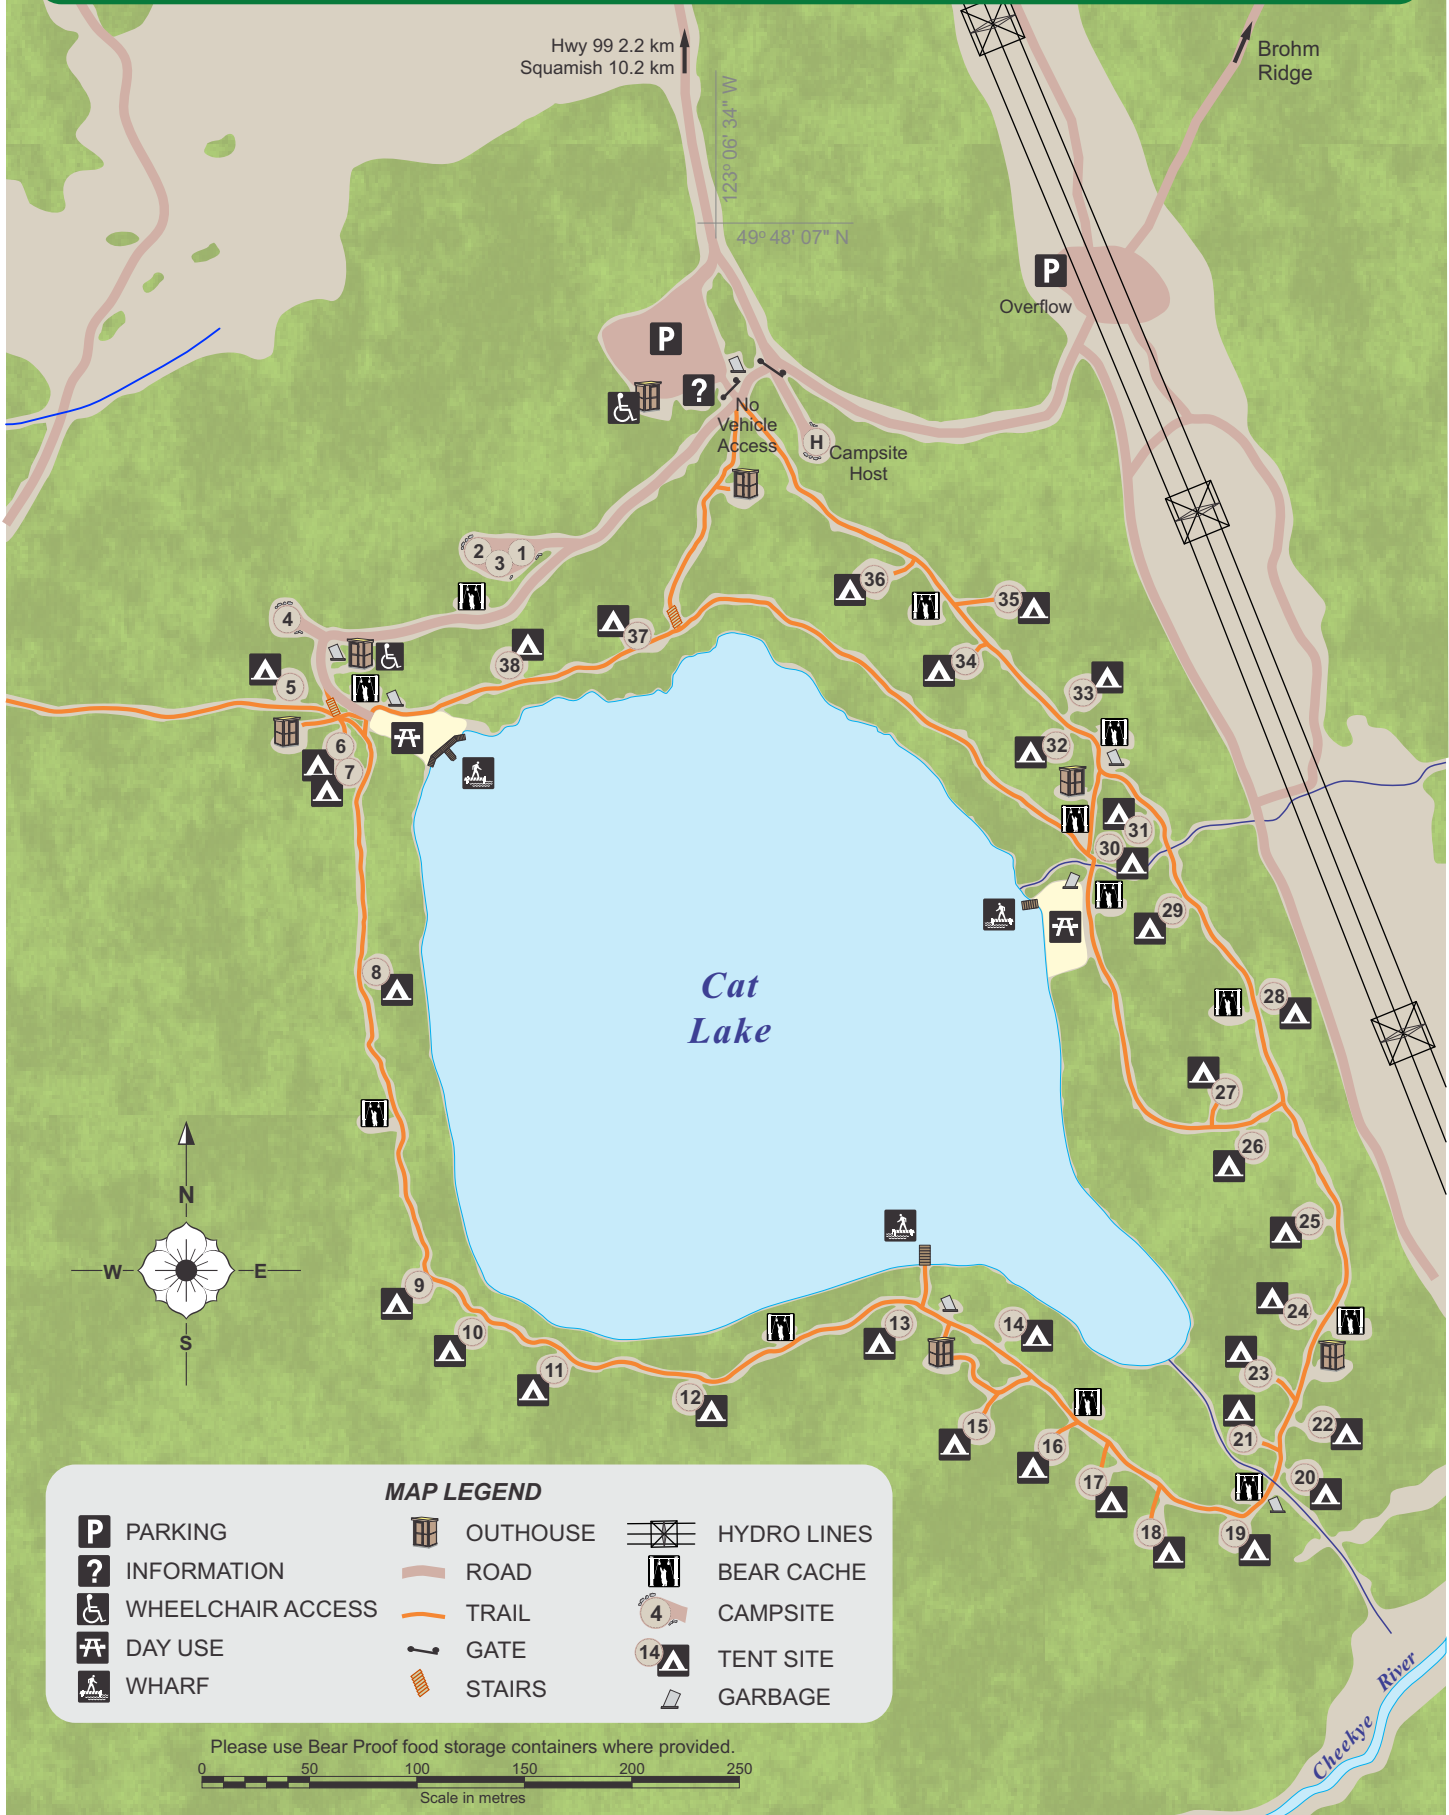 Hwy 99 2.2 km
Squamish 10.2 km
Brohm
Ridge
123º 06' 34" W
49º 48' 07" N
P
Overflow
P
?
No
Vehicle
Access
H
Campsite
Host
2
1
3
36
35
4
37
38
34
5
33
6
32
7
31
30
29
Cat
Lake
8
28
27
26
25
N
W
E
S
9
24
10
13
14
11
23
12
15
22
16
21
17
20
18
19
MAP LEGEND
P PARKING
? INFORMATION
WHEELCHAIR ACCESS
DAY USE
WHARF
OUTHOUSE
ROAD
TRAIL
GATE
STAIRS
HYDRO LINES
BEAR CACHE
4 CAMPSITE
14 TENT SITE
GARBAGE
Cheekye River
Please use Bear Proof food storage containers where provided.
0 50 100 150 200 250
Scale in metres